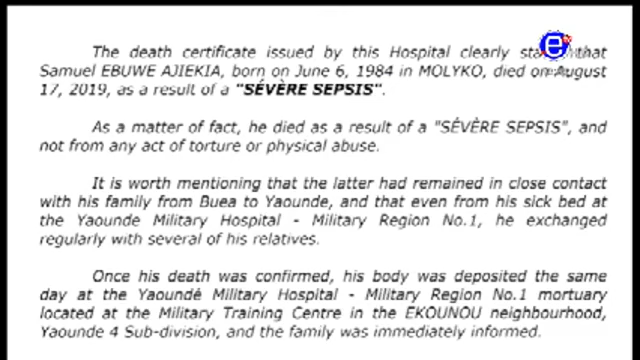 The death certificate issued by this Hospital clearly that
Samuel EBUWE AJIEKIA, born on June 6, 1984 in MOLYKO, died on August
17, 2019, as a result of a "SÉVÈRE SEPSIS".
As a matter of fact, he died as a result of a "SÉVÈRE SEPSIS", and
not from any act of torture or physical abuse.
It is worth mentioning that the latter had remained in close contact
with his family from Buea to Yaounde, and that even from his sick bed at
the Yaounde Military Hospital - Military Region No.1, he exchanged
regularly with several of his relatives.
Once his death was confirmed, his body was deposited the same
day at the Yaoundé Military Hospital - Military Region No.1 mortuary
located at the Military Training Centre in the EKOUNOU neighbourhood,
Yaounde 4 Sub-division, and the family was immediately informed.